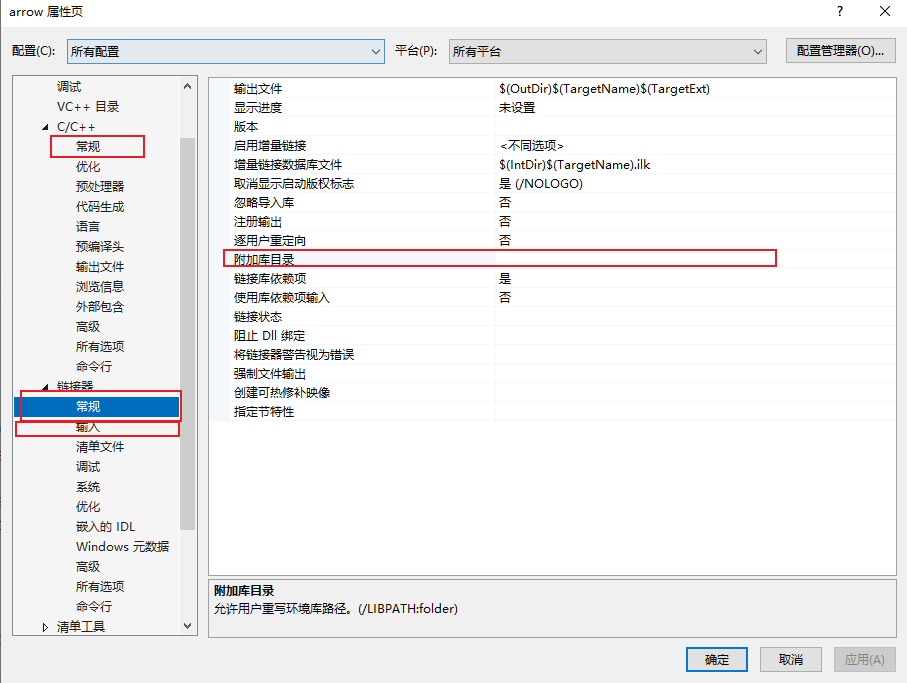 arrow 属性页
?
配置(C):
所有配置
平台(P):
所有平台
配置管理器(O)...
调试
VC++ 目录
C/C++
常规
优化
预处理器
代码生成
语言
预编译头
输出文件
浏览信息
外部包含
高级
所有选项
命令行
链接器
常规
输入
清单文件
调试
系统
优化
嵌入的 IDL
Windows 元数据
高级
所有选项
命令行
清单工具
输出文件 $(OutDir)$(TargetName)$(TargetExt)
显示进度 未设置
版本
启用增量链接 <不同选项>
增量链接数据库文件 $(IntDir)$(TargetName).ilk
取消显示启动版权标志 是 (/NOLOGO)
忽略导入库 否
注册输出 否
逐用户重定向 否
附加库目录
链接库依赖项 是
使用库依赖项输入 否
链接状态
阻止 Dll 绑定
将链接器警告视为错误
强制文件输出
创建可热修补映像
指定节特性
附加库目录
允许用户重写环境库路径。(/LIBPATH:folder)
确定
取消
应用(A)